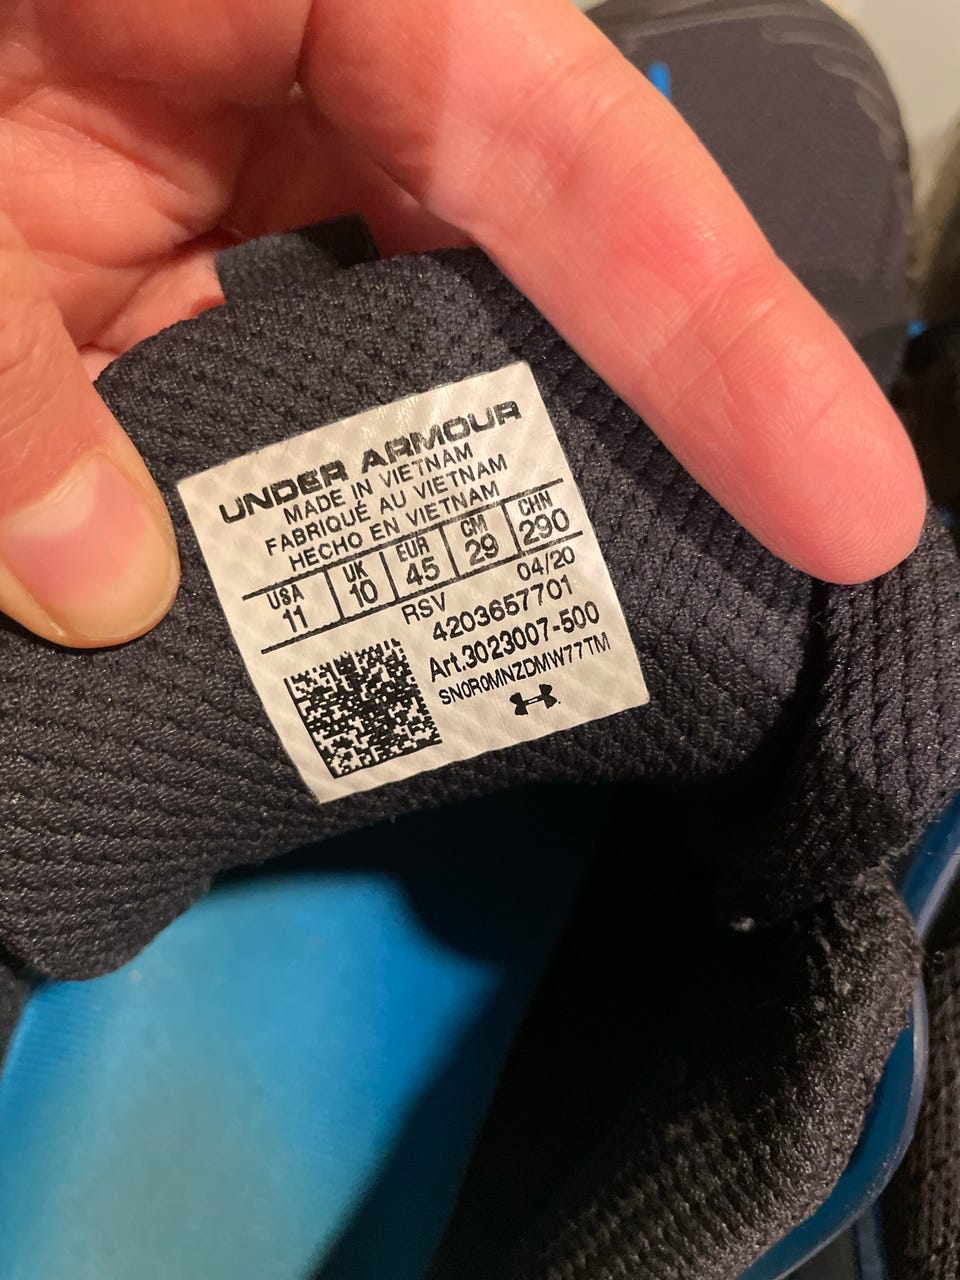 UNDER ARMOUR
MADE IN VIETNAM
FABRIQUÉ AU VIETNAM
HECHO EN VIETNAM
USA UK EUR CM CHN
11 10 45 29 290
RSV 04/20
4203657701
Art.3023007-500
SN0R0MNZDMW77TM